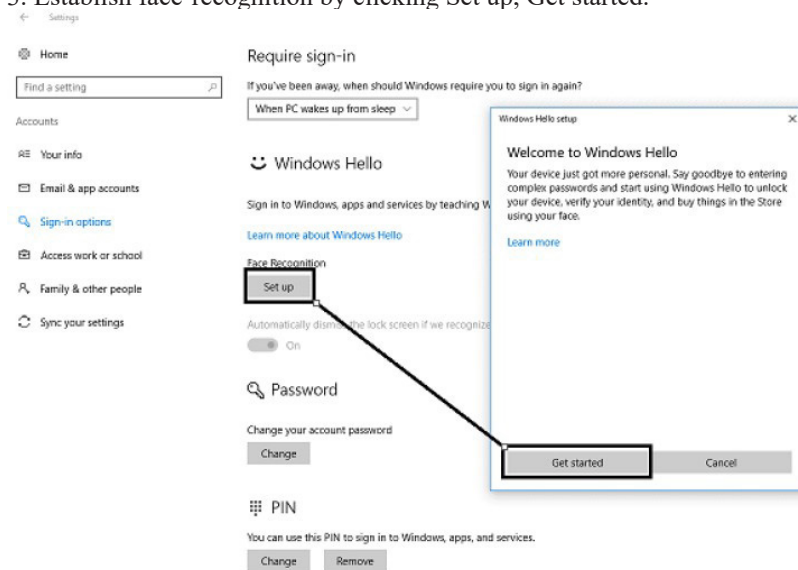 3. Establish face recognition by clicking Set up, Get started.
Settings
Home
Find a setting
Accounts
Your info
Email & app accounts
Sign-in options
Access work or school
Family & other people
Sync your settings
Require sign-in
If you've been away, when should Windows require you to sign in again?
When PC wakes up from sleep
Windows Hello
Sign in to Windows, apps and services by teaching W
Learn more about Windows Hello
Face Recognition
Set up
Automatically dismiss the lock screen if we recognize
On
Password
Change your account password
Change
PIN
You can use this PIN to sign in to Windows, apps, and services.
Change Remove
Windows Hello setup
Welcome to Windows Hello
Your device just got more personal. Say goodbye to entering
complex passwords and start using Windows Hello to unlock
your device, verify your identity, and buy things in the Store
using your face.
Learn more
Get started Cancel